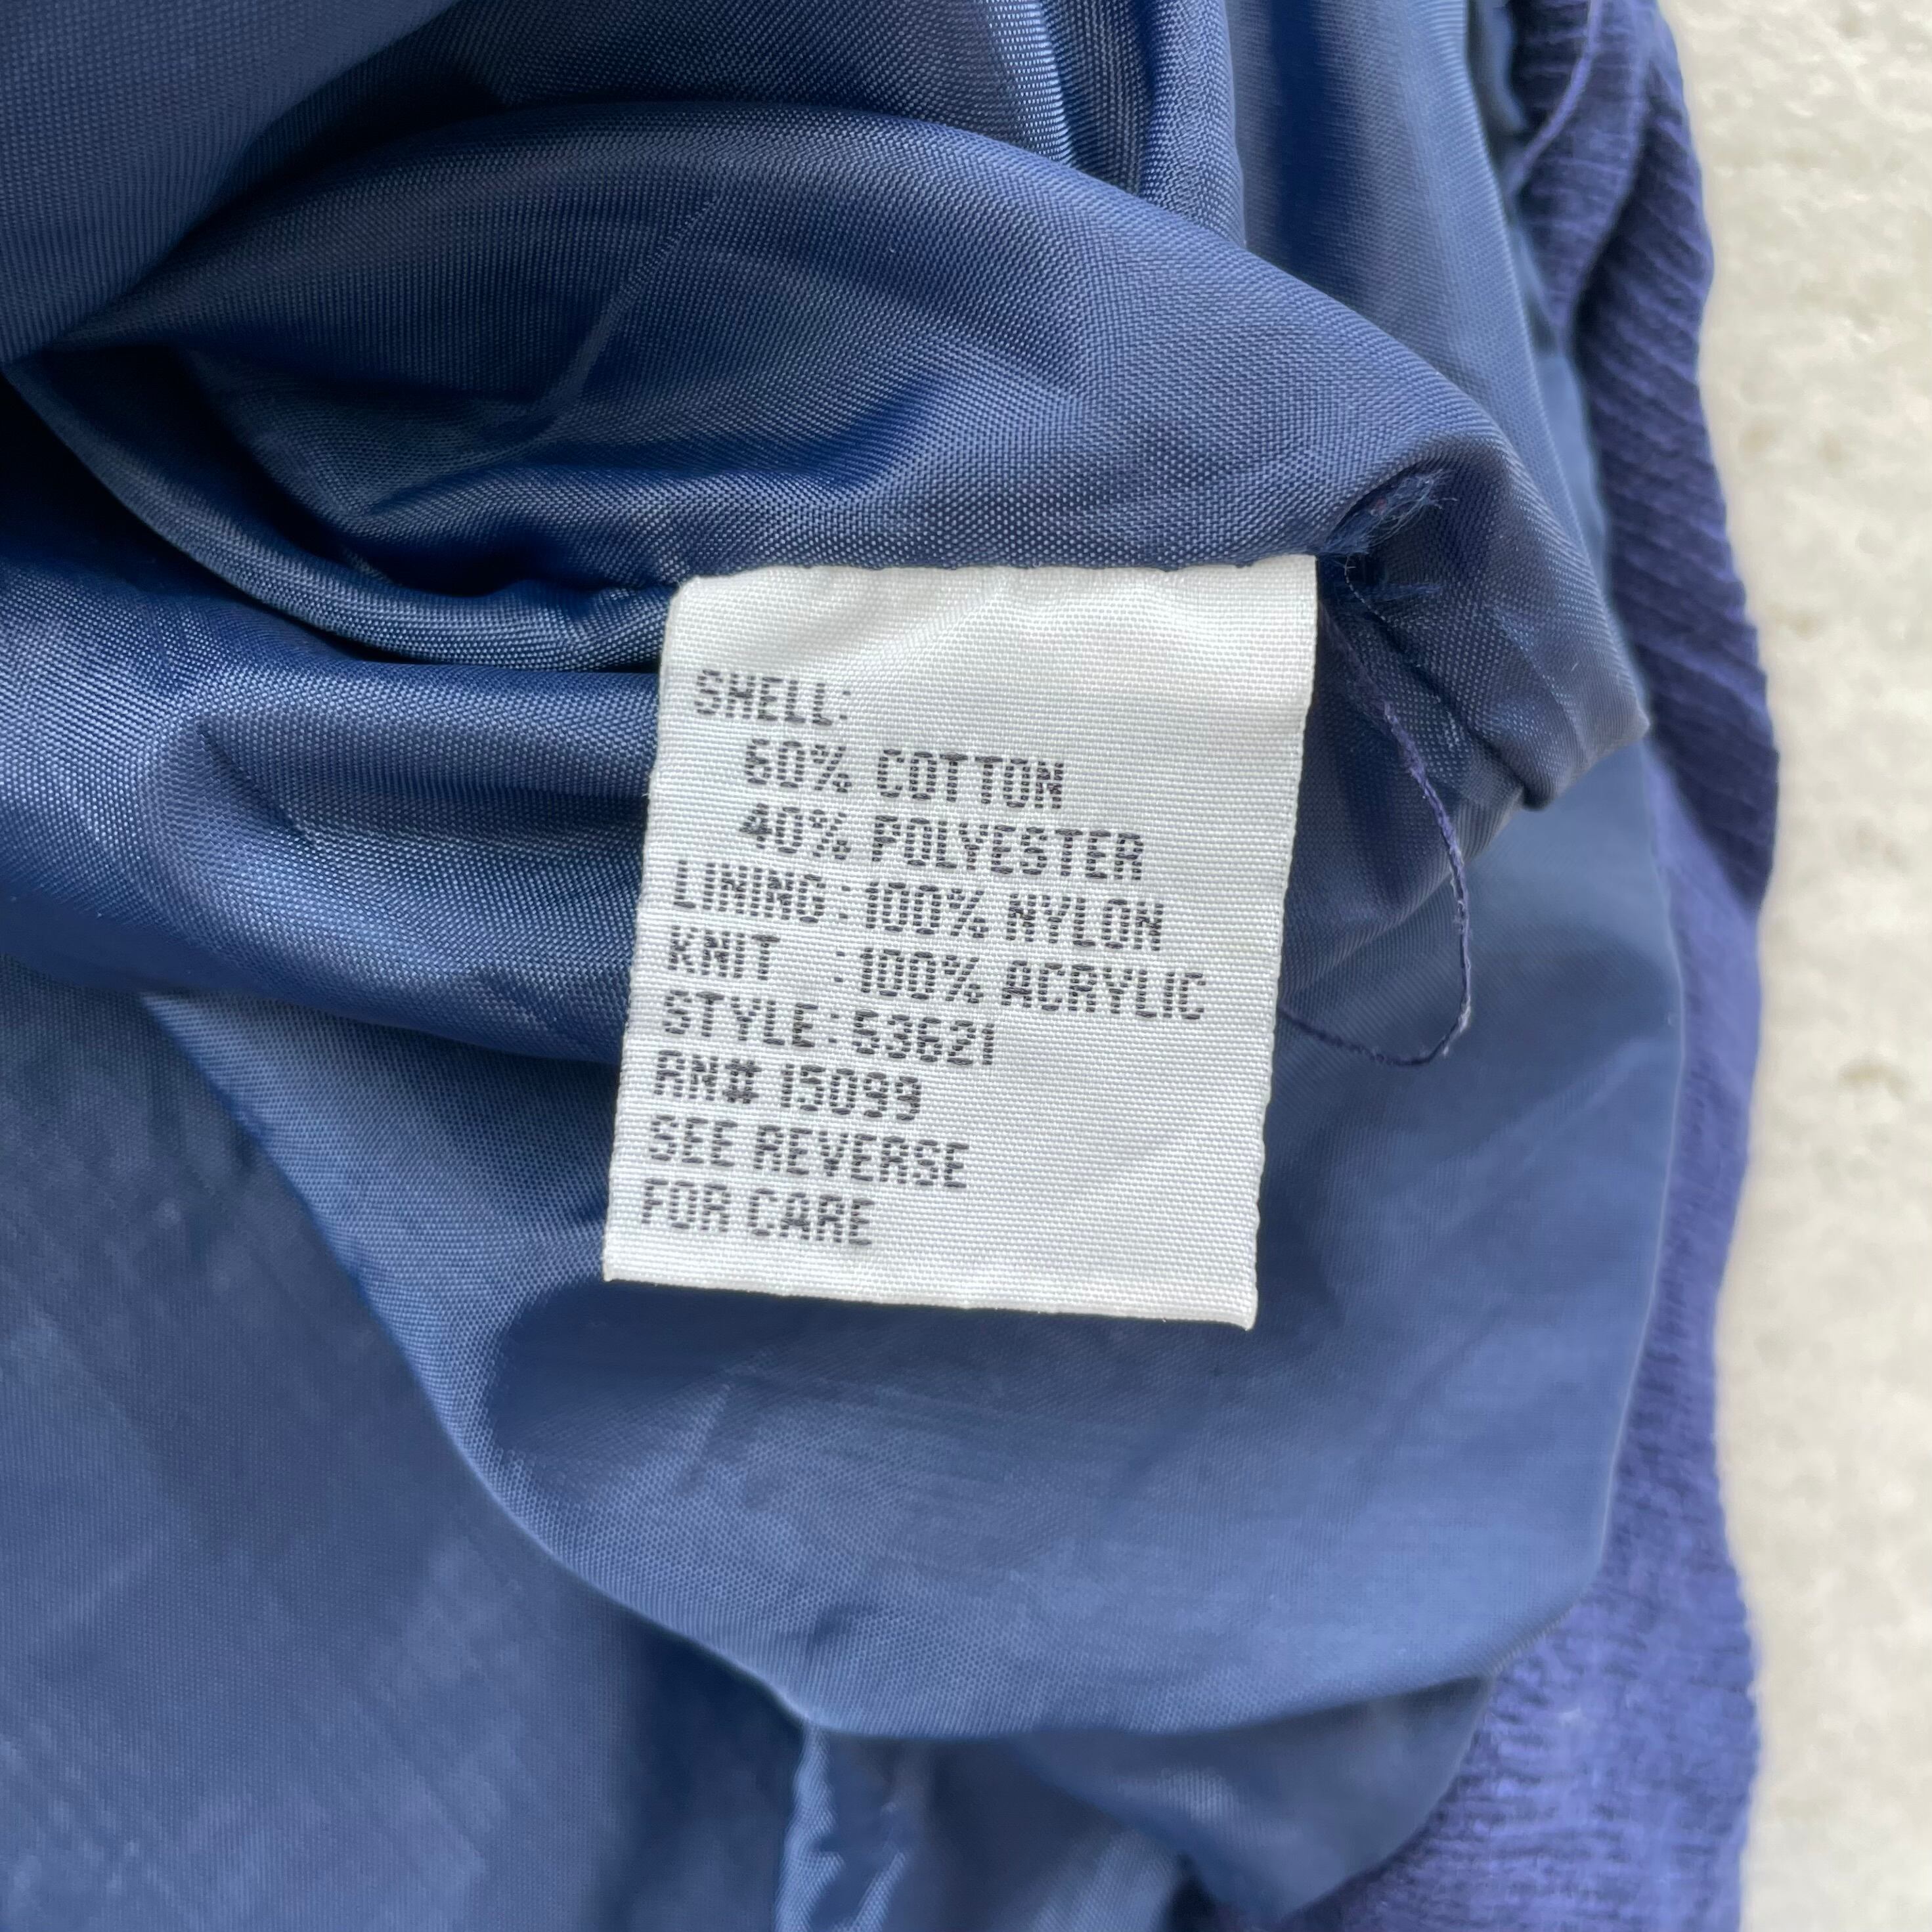 SHELL:
60% COTTON
40% POLYESTER
LINING:100% NYLON
KNIT :100% ACRYLIC
STYLE:53621
RN# 15099
SEE REVERSE
FOR CARE